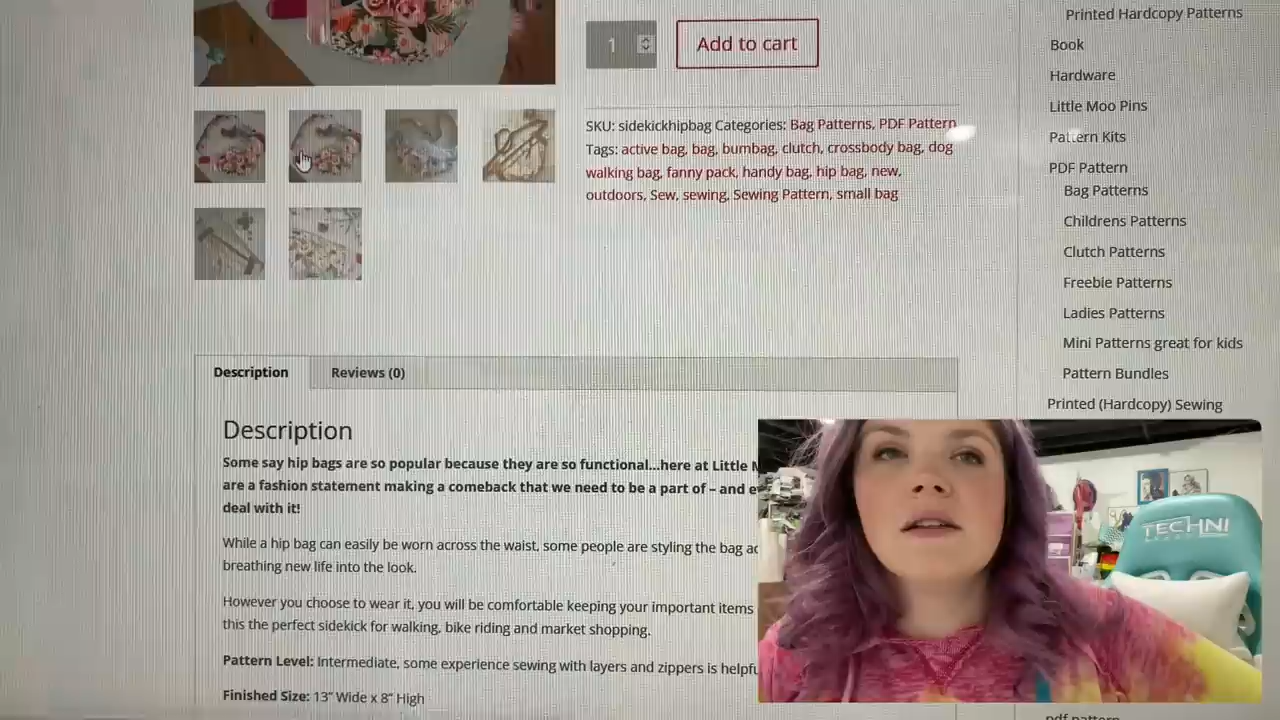 1
Add to cart
SKU: sidekickhipbag Categories: Bag Patterns, PDF Pattern
Tags: active bag, bag, bumbag, clutch, crossbody bag, dog
walking bag, fanny pack, handy bag, hip bag, new,
outdoors, Sew, sewing, Sewing Pattern, small bag
Description
Reviews (0)
Description
Some say hip bags are so popular because they are so functional...here at Little
are a fashion statement making a comeback that we need to be a part of – and
deal with it!
While a hip bag can easily be worn across the waist, some people are styling the bag
breathing new life into the look.
However you choose to wear it, you will be comfortable keeping your important items
this the perfect sidekick for walking, bike riding and market shopping.
Pattern Level: Intermediate, some experience sewing with layers and zippers is
Finished Size: 13” Wide x 8” High
Printed Hardcopy Patterns
Book
Hardware
Little Moo Pins
Pattern Kits
PDF Pattern
Bag Patterns
Childrens Patterns
Clutch Patterns
Freebie Patterns
Ladies Patterns
Mini Patterns great for kids
Pattern Bundles
Printed (Hardcopy) Sewing
TECHNI
pdf pattern